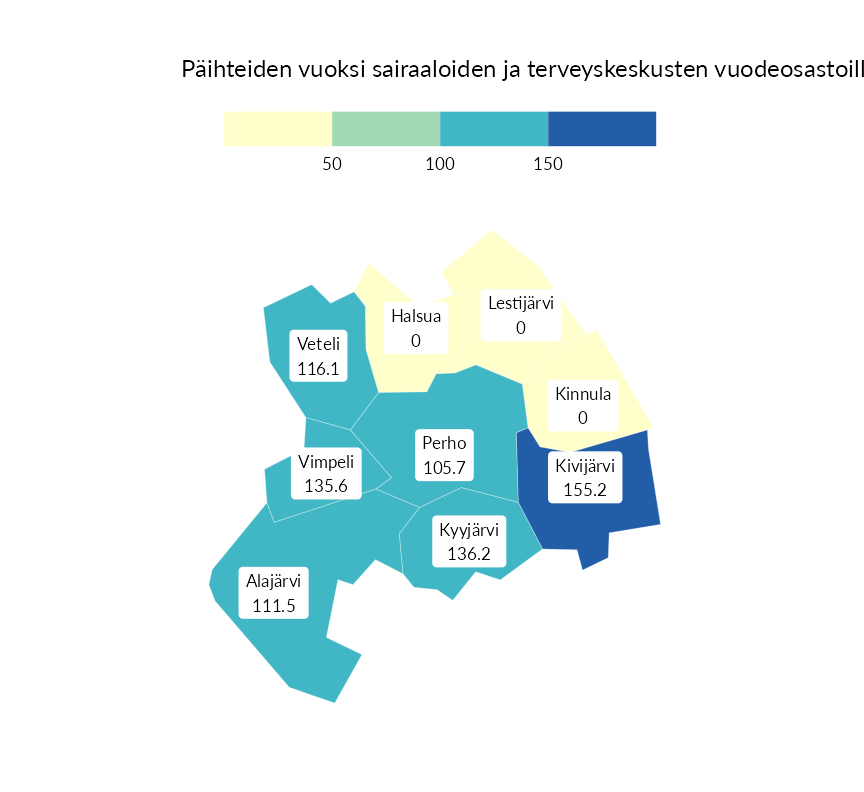 Päihteiden vuoksi sairaaloiden ja terveyskeskusten vuodeosastoill
50
100
150
Lestijärvi
0
Halsua
0
Veteli
116.1
Kinnula
0
Perho
105.7
Vimpeli
135.6
Kivijärvi
155.2
Kyyjärvi
136.2
Alajärvi
111.5